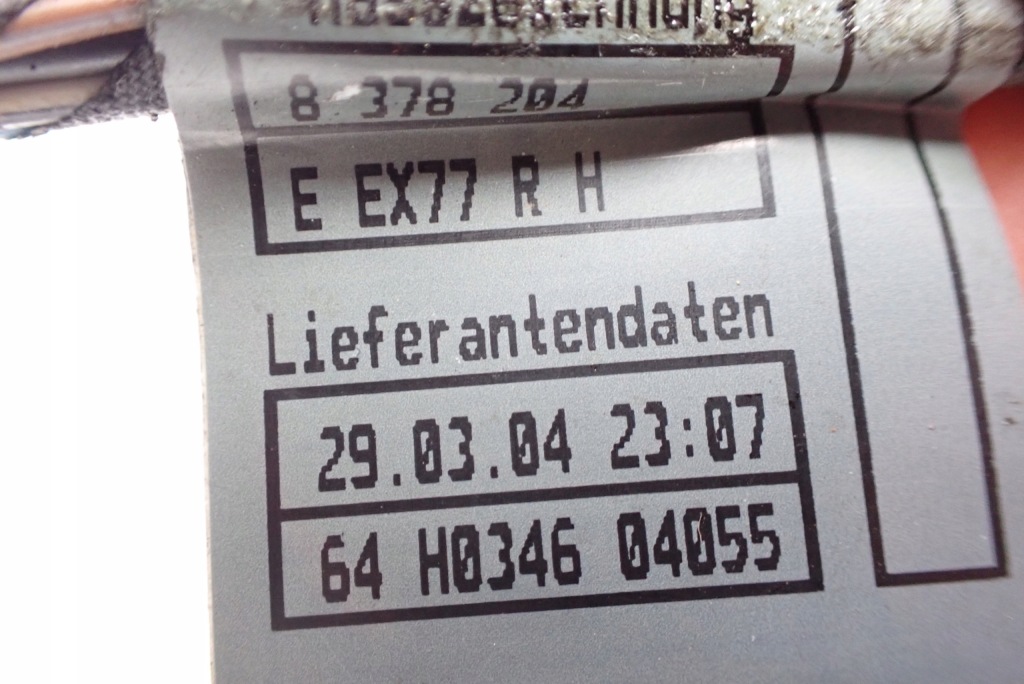 8 378 204
E EX77 R H
Lieferantendaten
29.03.04 23:07
64 H0346 04055